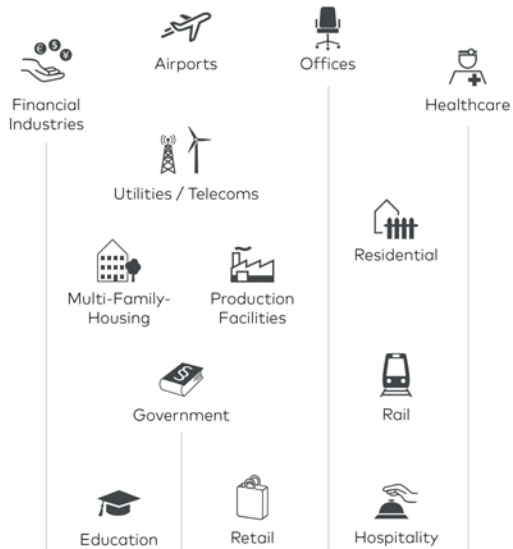 Airports
Offices
Financial
Industries
Healthcare
Utilities / Telecoms
Residential
Multi-Family-
Housing
Production
Facilities
Government
Rail
Education
Retail
Hospitality